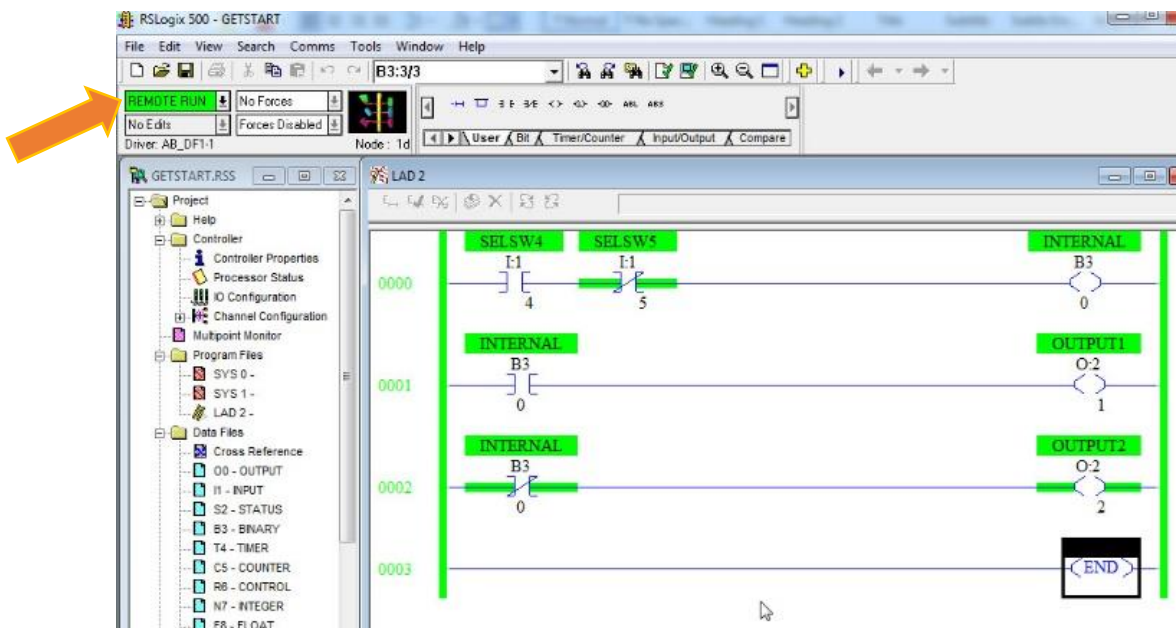 RSLogix 500 - GETSTART
File Edit View Search Comms Tools Window Help
B3:3/3
REMOTE RUN No Forces
No Edits Forces Disabled
Driver: AB_DF1-1 Node : 1d
ABL ABS
User Bit Timer/Counter Input/Output Compare
GETSTART.RSS
LAD 2
Project
Help
Controller
Controller Properties
Processor Status
IO Configuration
Channel Configuration
Multipoint Monitor
Program Files
SYS 0 -
SYS 1 -
LAD 2 -
Data Files
Cross Reference
O0 - OUTPUT
I1 - INPUT
S2 - STATUS
B3 - BINARY
T4 - TIMER
C5 - COUNTER
R6 - CONTROL
N7 - INTEGER
F8 - FLOAT
SELSW4 SELSW5 INTERNAL
I:1 I:1 B3
0000
4 5 0
INTERNAL OUTPUT1
B3 O:2
0001
0 1
INTERNAL OUTPUT2
B3 O:2
0002
0 2
0003 END